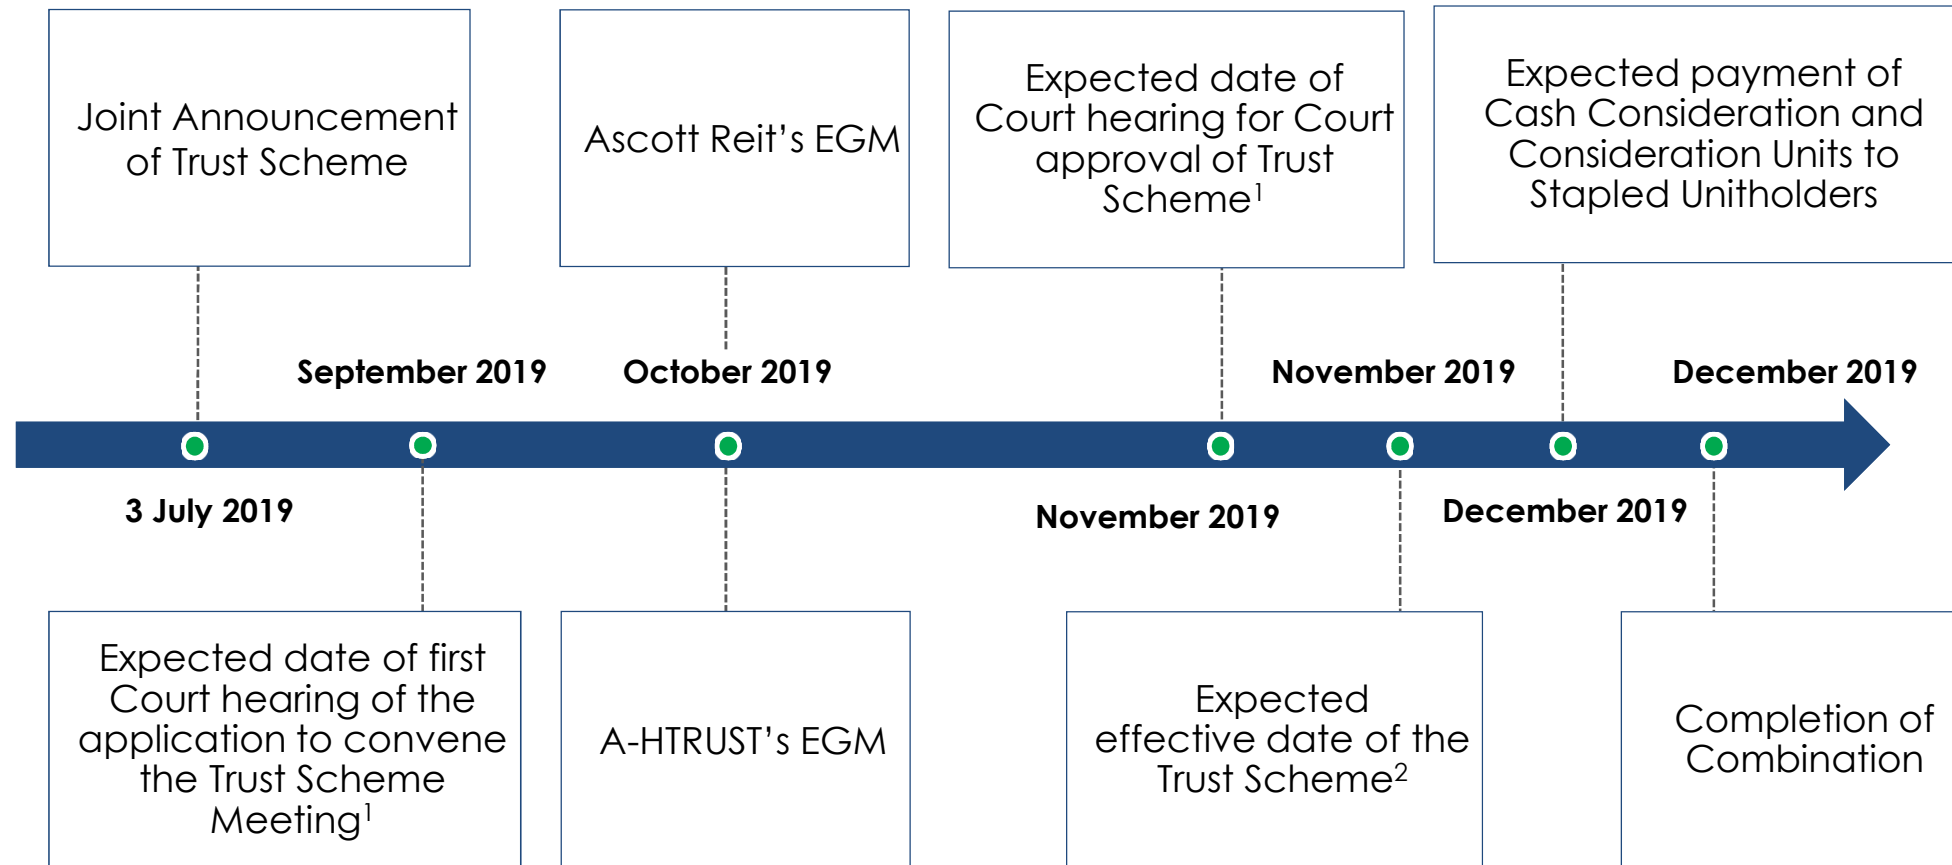 Joint Announcement
of Trust Scheme
Ascott Reit’s EGM
Expected date of
Court hearing for Court
approval of Trust
Scheme¹
Expected payment of
Cash Consideration and
Consideration Units to
Stapled Unitholders
September 2019
October 2019
November 2019
December 2019
3 July 2019
November 2019
December 2019
Expected date of first
Court hearing of the
application to convene
the Trust Scheme
Meeting¹
A-HTRUST’s EGM
Expected
effective date of the
Trust Scheme²
Completion of
Combination